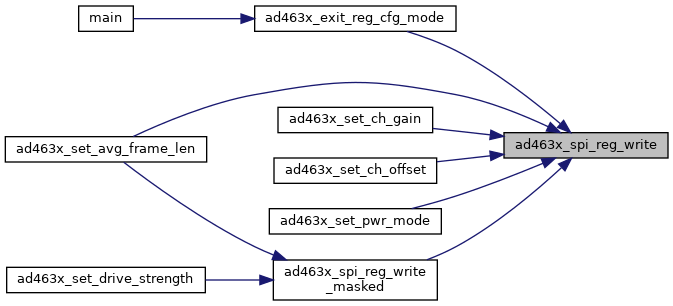 main
ad463x_exit_reg_cfg_mode
ad463x_set_ch_gain
ad463x_spi_reg_write
ad463x_set_avg_frame_len
ad463x_set_ch_offset
ad463x_set_pwr_mode
ad463x_set_drive_strength
ad463x_spi_reg_write
_masked